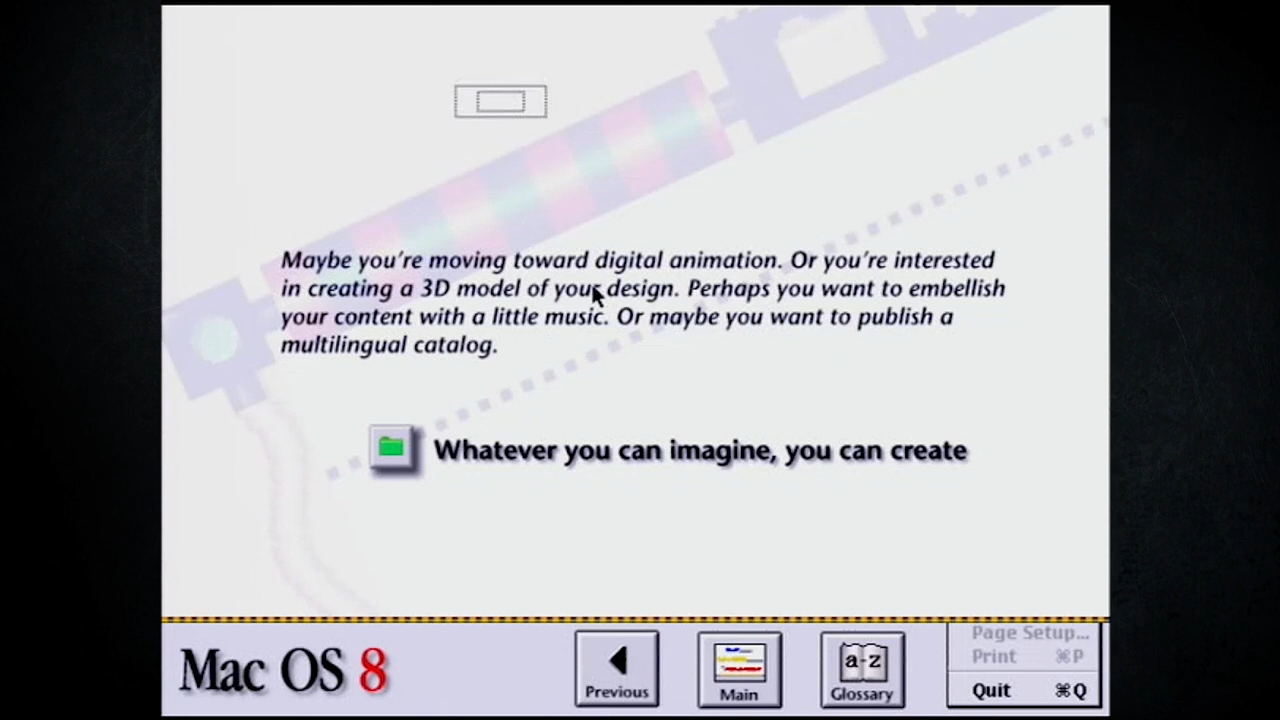 Maybe you're moving toward digital animation. Or you're interested
in creating a 3D model of your design. Perhaps you want to embellish
your content with a little music. Or maybe you want to publish a
multilingual catalog.
Whatever you can imagine, you can create
Mac OS 8
Previous
Main
a-z
Glossary
Page Setup...
Print ⌘P
Quit ⌘Q